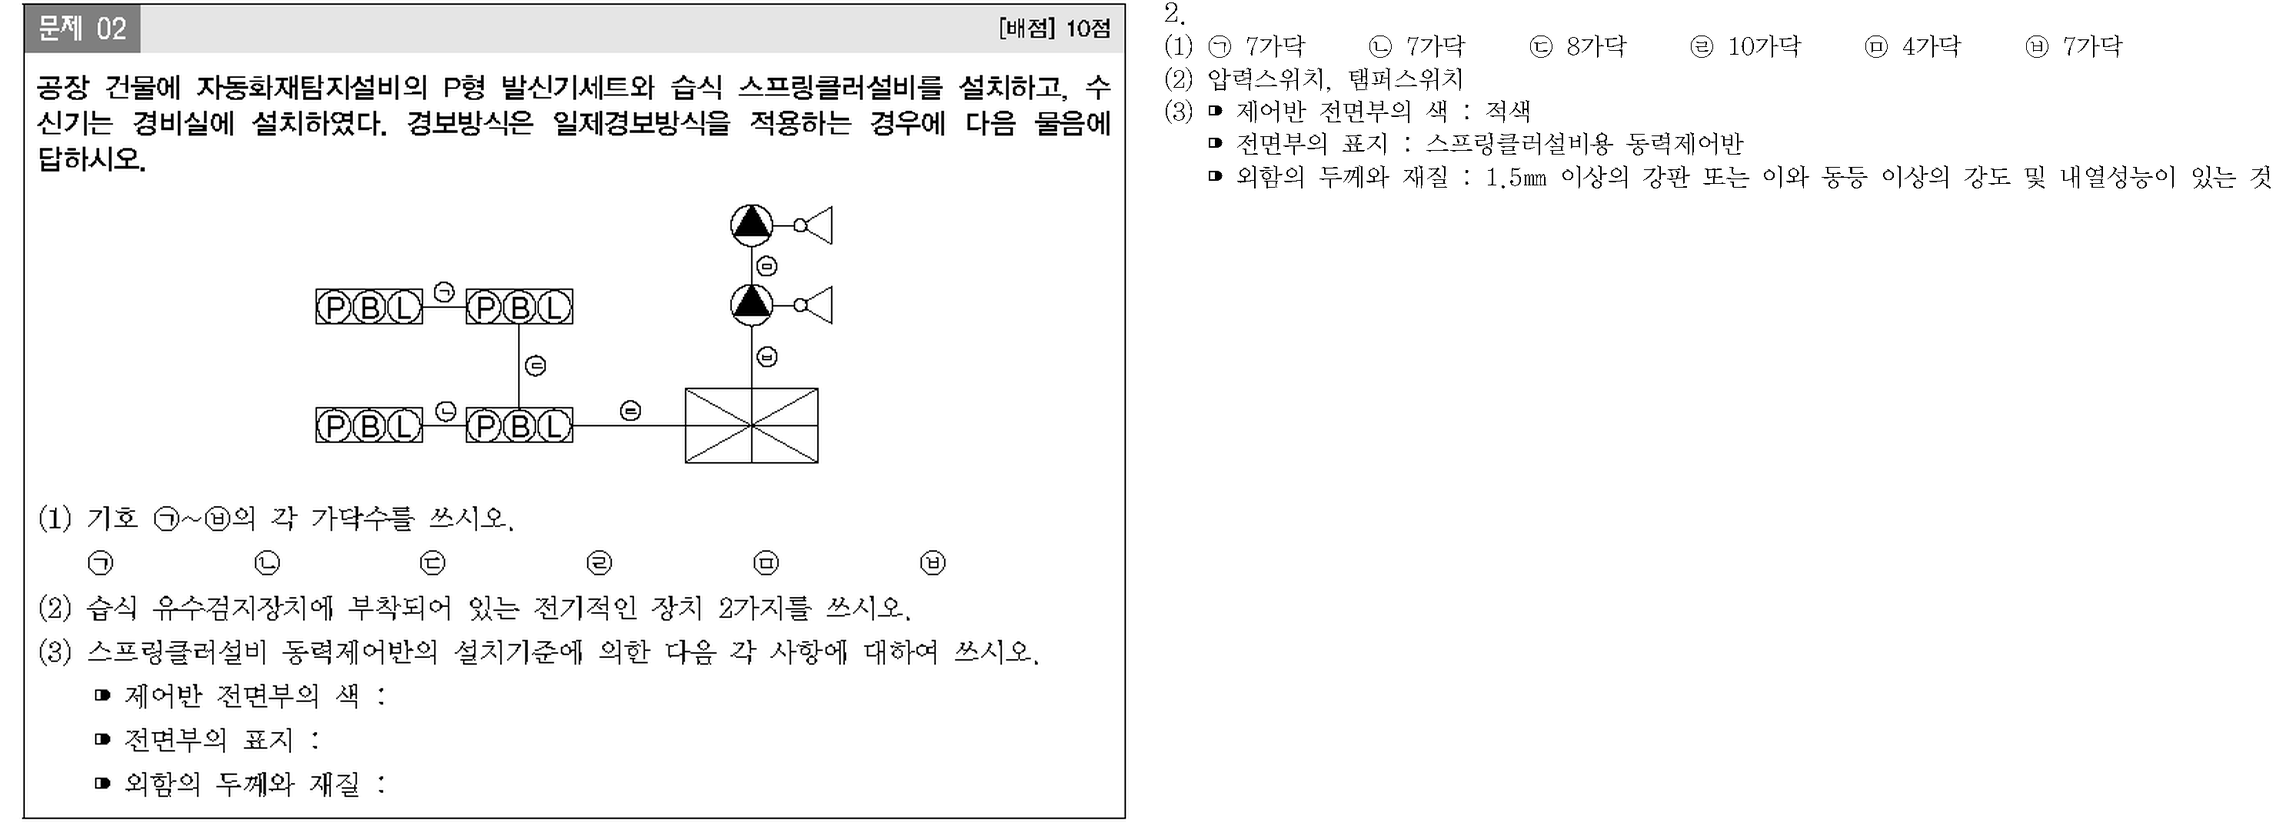 문제 02
[배점] 10점
공장 건물에 자동화재탐지설비의 P형 발신기세트와 습식 스프링클러설비를 설치하고, 수
신기는 경비실에 설치하였다. 경보방식은 일제경보방식을 적용하는 경우에 다음 물음에
답하시오.
㉤
ⓅⒷⓁ ㉠ ⓅⒷⓁ
㉢ ㉥
ⓅⒷⓁ ㉡ ⓅⒷⓁ ㉣
(1) 기호 ㉠~㉥의 각 가닥수를 쓰시오.
㉠ ㉡ ㉢ ㉣ ㉤ ㉥
(2) 습식 유수검지장치에 부착되어 있는 전기적인 장치 2가지를 쓰시오.
(3) 스프링클러설비 동력제어반의 설치기준에 의한 다음 각 사항에 대하여 쓰시오.
제어반 전면부의 색 :
전면부의 표지 :
외함의 두께와 재질 :
2.
(1) ㉠ 7가닥 ㉡ 7가닥 ㉢ 8가닥 ㉣ 10가닥 ㉤ 4가닥 ㉥ 7가닥
(2) 압력스위치, 탬퍼스위치
(3) 제어반 전면부의 색 : 적색
전면부의 표지 : 스프링클러설비용 동력제어반
외함의 두께와 재질 : 1.5㎜ 이상의 강판 또는 이와 동등 이상의 강도 및 내열성능이 있는 것